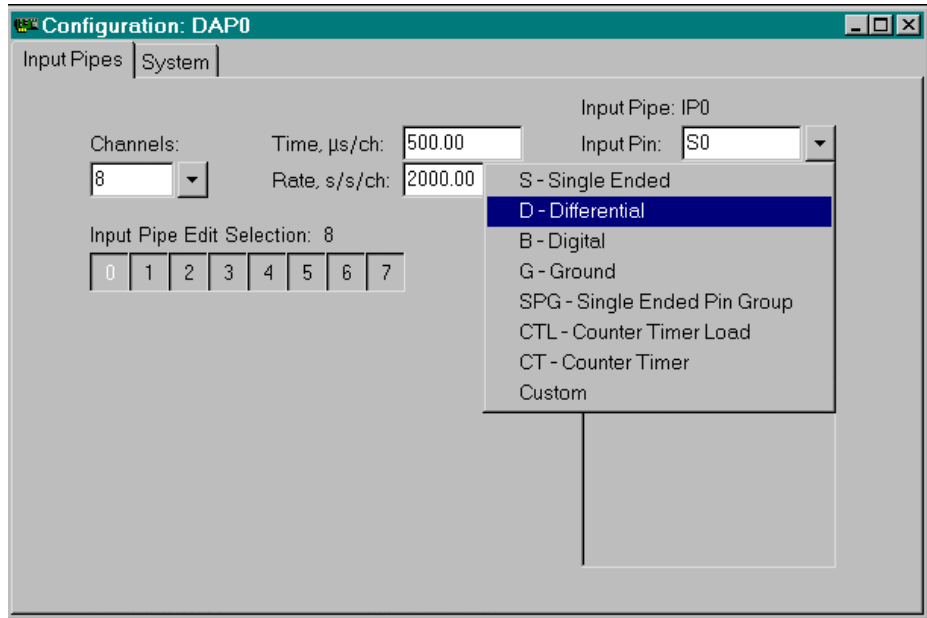 Configuration: DAP0
Input Pipes System
Input Pipe: IP0
Channels: Time, µs/ch: 500.00 Input Pin: S0
8 Rate, s/s/ch: 2000.00
S - Single Ended
D - Differential
Input Pipe Edit Selection: 8
B - Digital
0 1 2 3 4 5 6 7
G - Ground
SPG - Single Ended Pin Group
CTL - Counter Timer Load
CT - Counter Timer
Custom